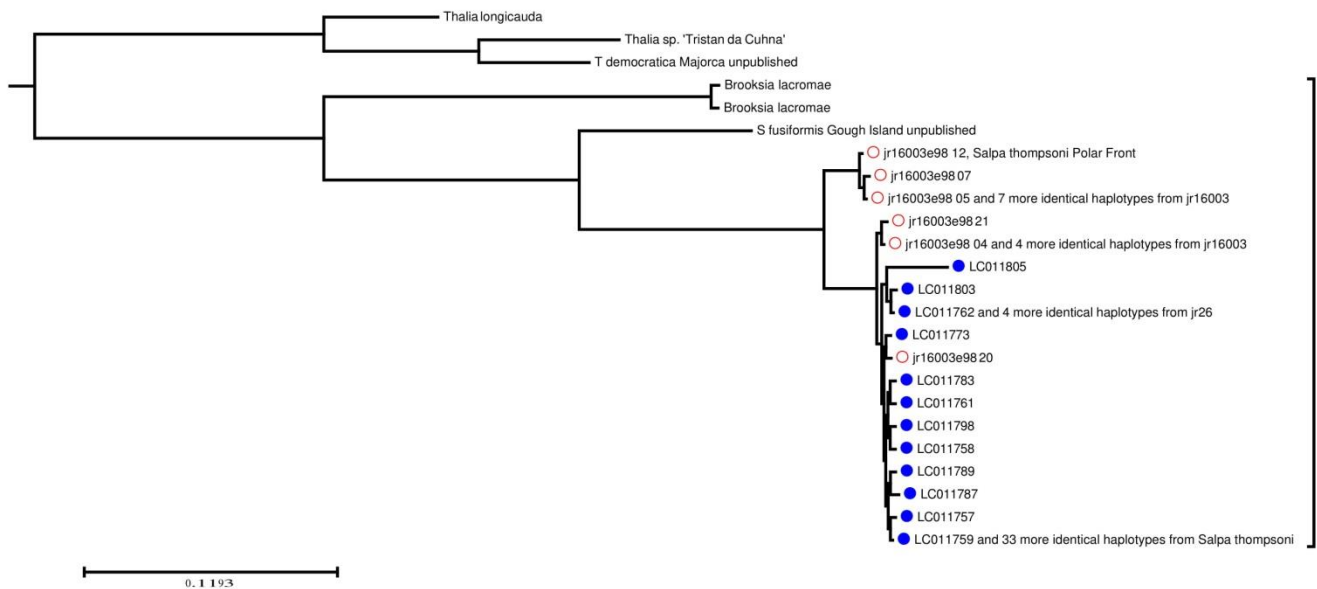 Thalia longicauda
Thalia sp. 'Tristan da Cuhna'
T democratica Majorca unpublished
Brooksia lacromae
Brooksia lacromae
S fusiformis Gough Island unpublished
jr16003e98 12, Salpa thompsoni Polar Front
jr16003e98 07
jr16003e98 05 and 7 more identical haplotypes from jr16003
jr16003e98 21
jr16003e98 04 and 4 more identical haplotypes from jr16003
LC011805
LC011803
LC011762 and 4 more identical haplotypes from jr26
LC011773
jr16003e98 20
LC011783
LC011761
LC011798
LC011758
LC011789
LC011787
LC011757
LC011759 and 33 more identical haplotypes from Salpa thompsoni
0.1193